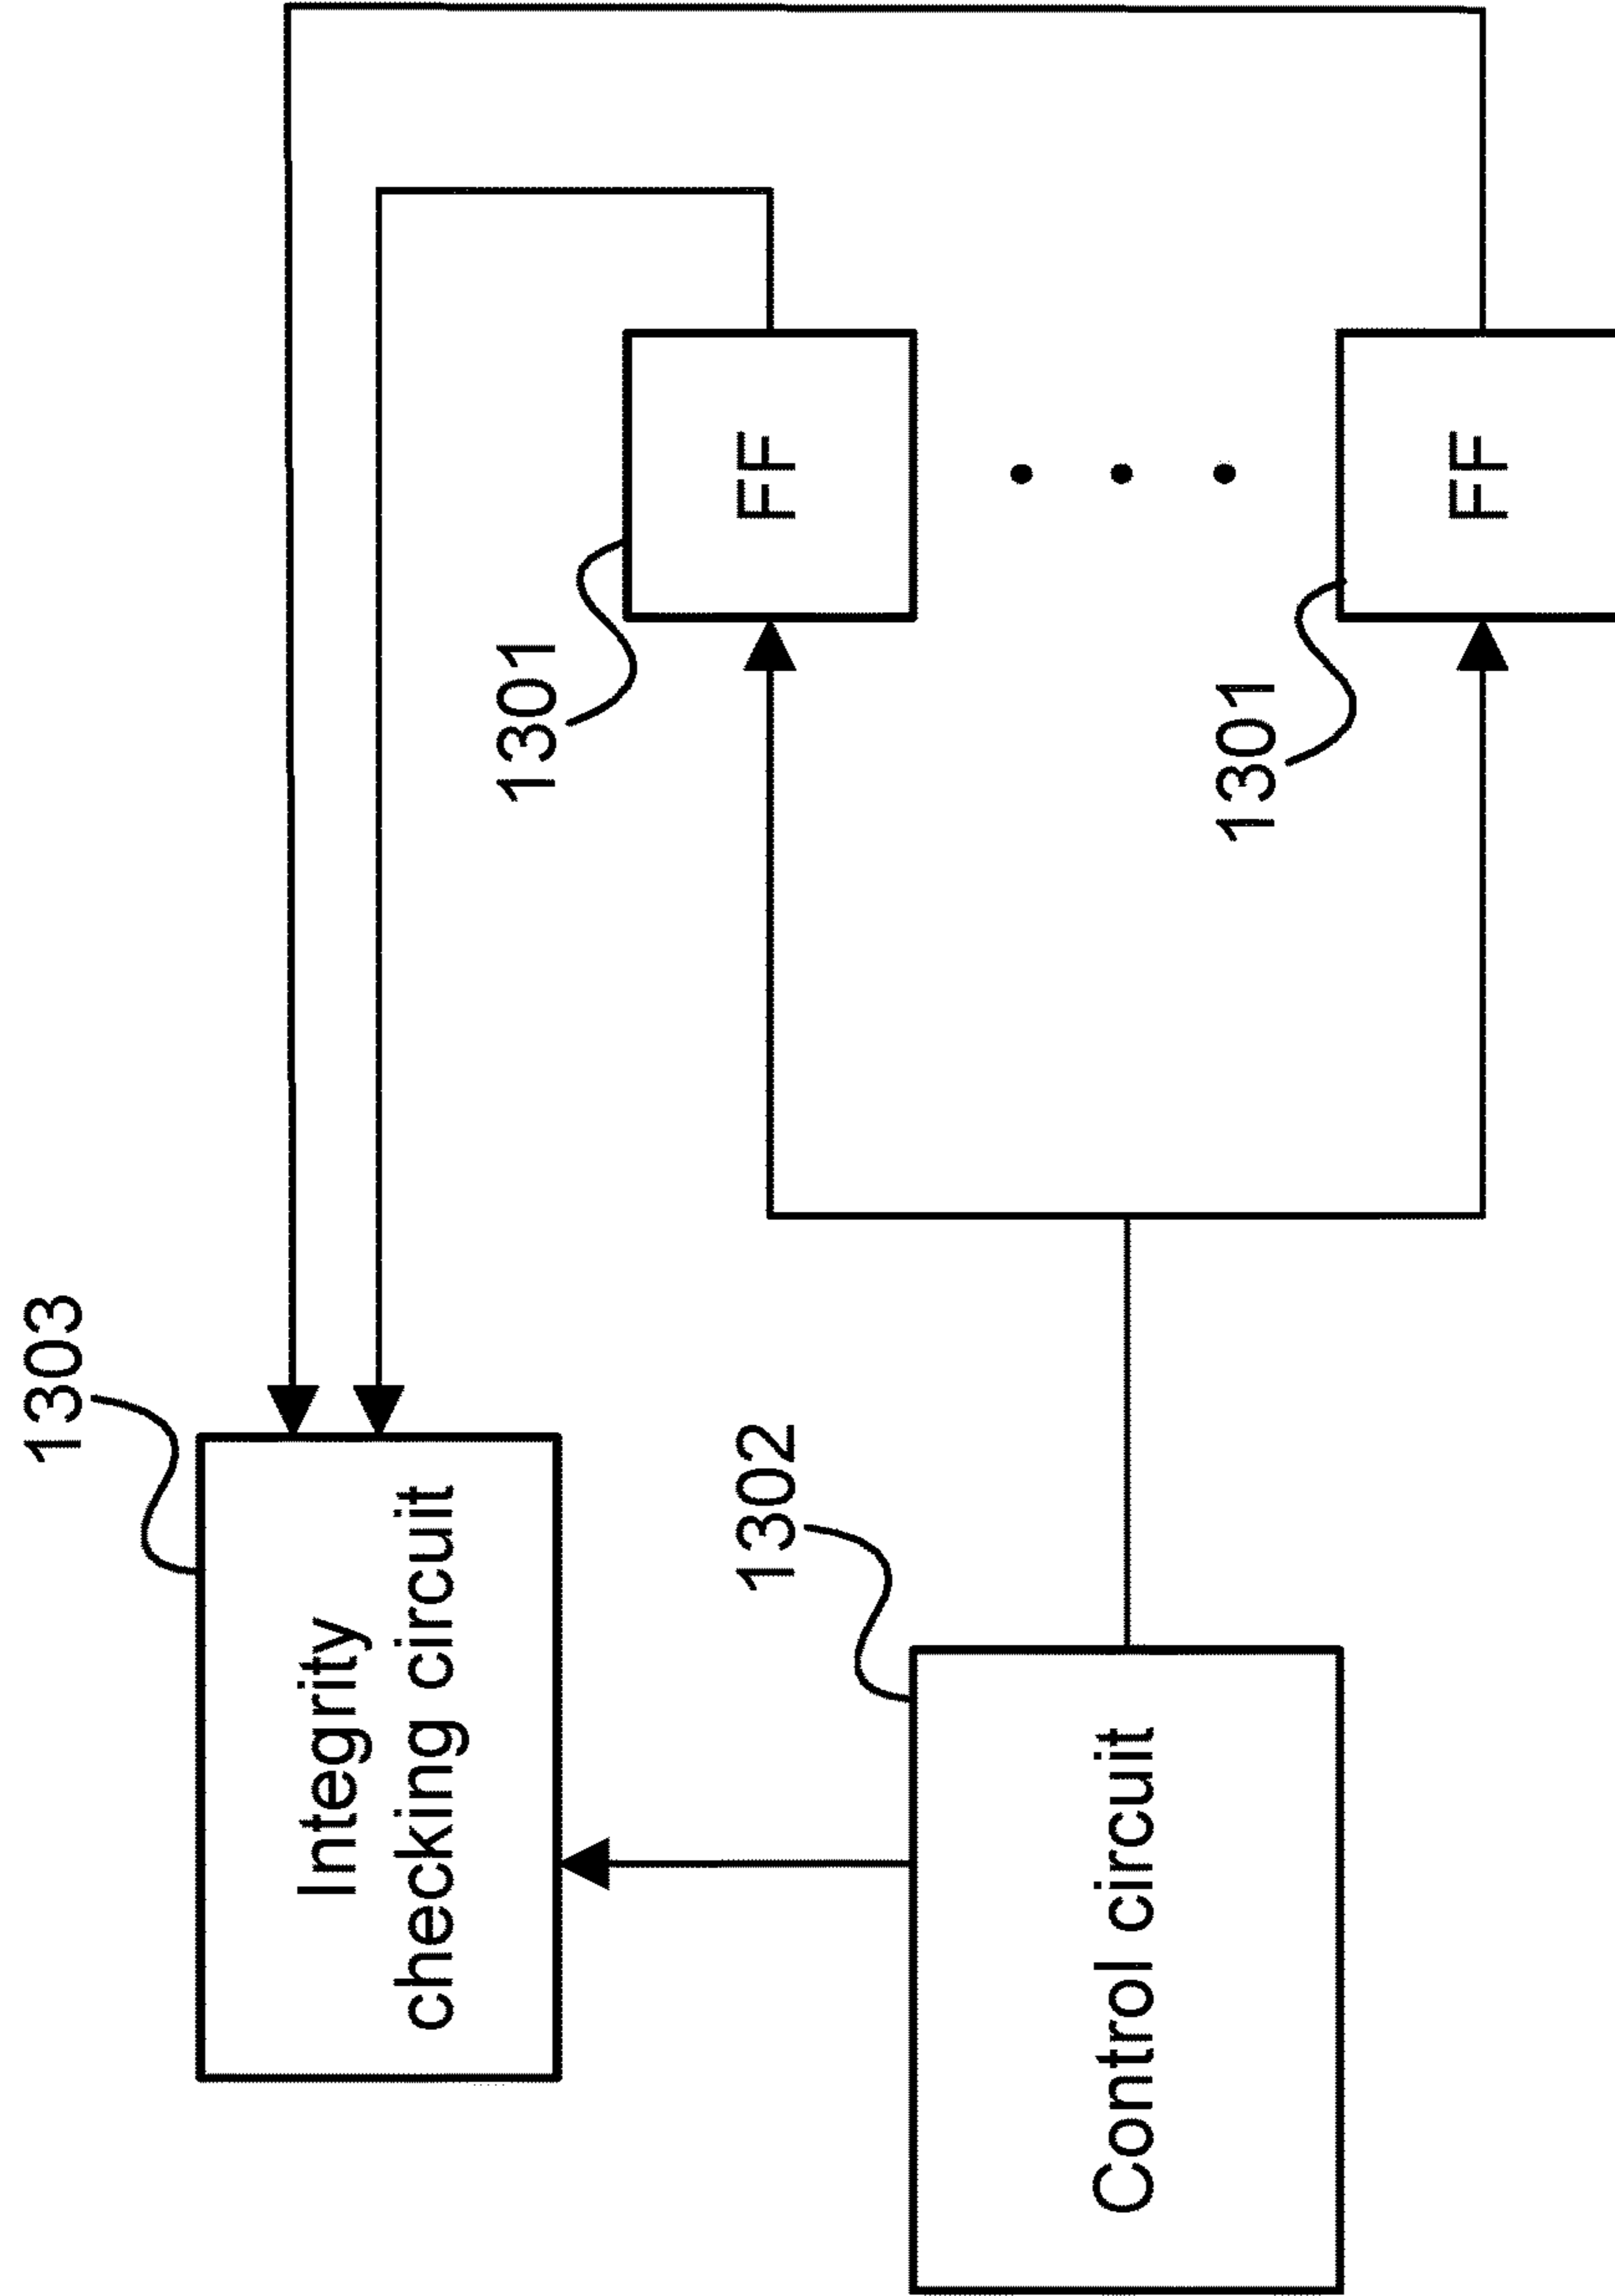 1303
Integrity
checking circuit
1301
FF
1302
Control circuit
1301
FF